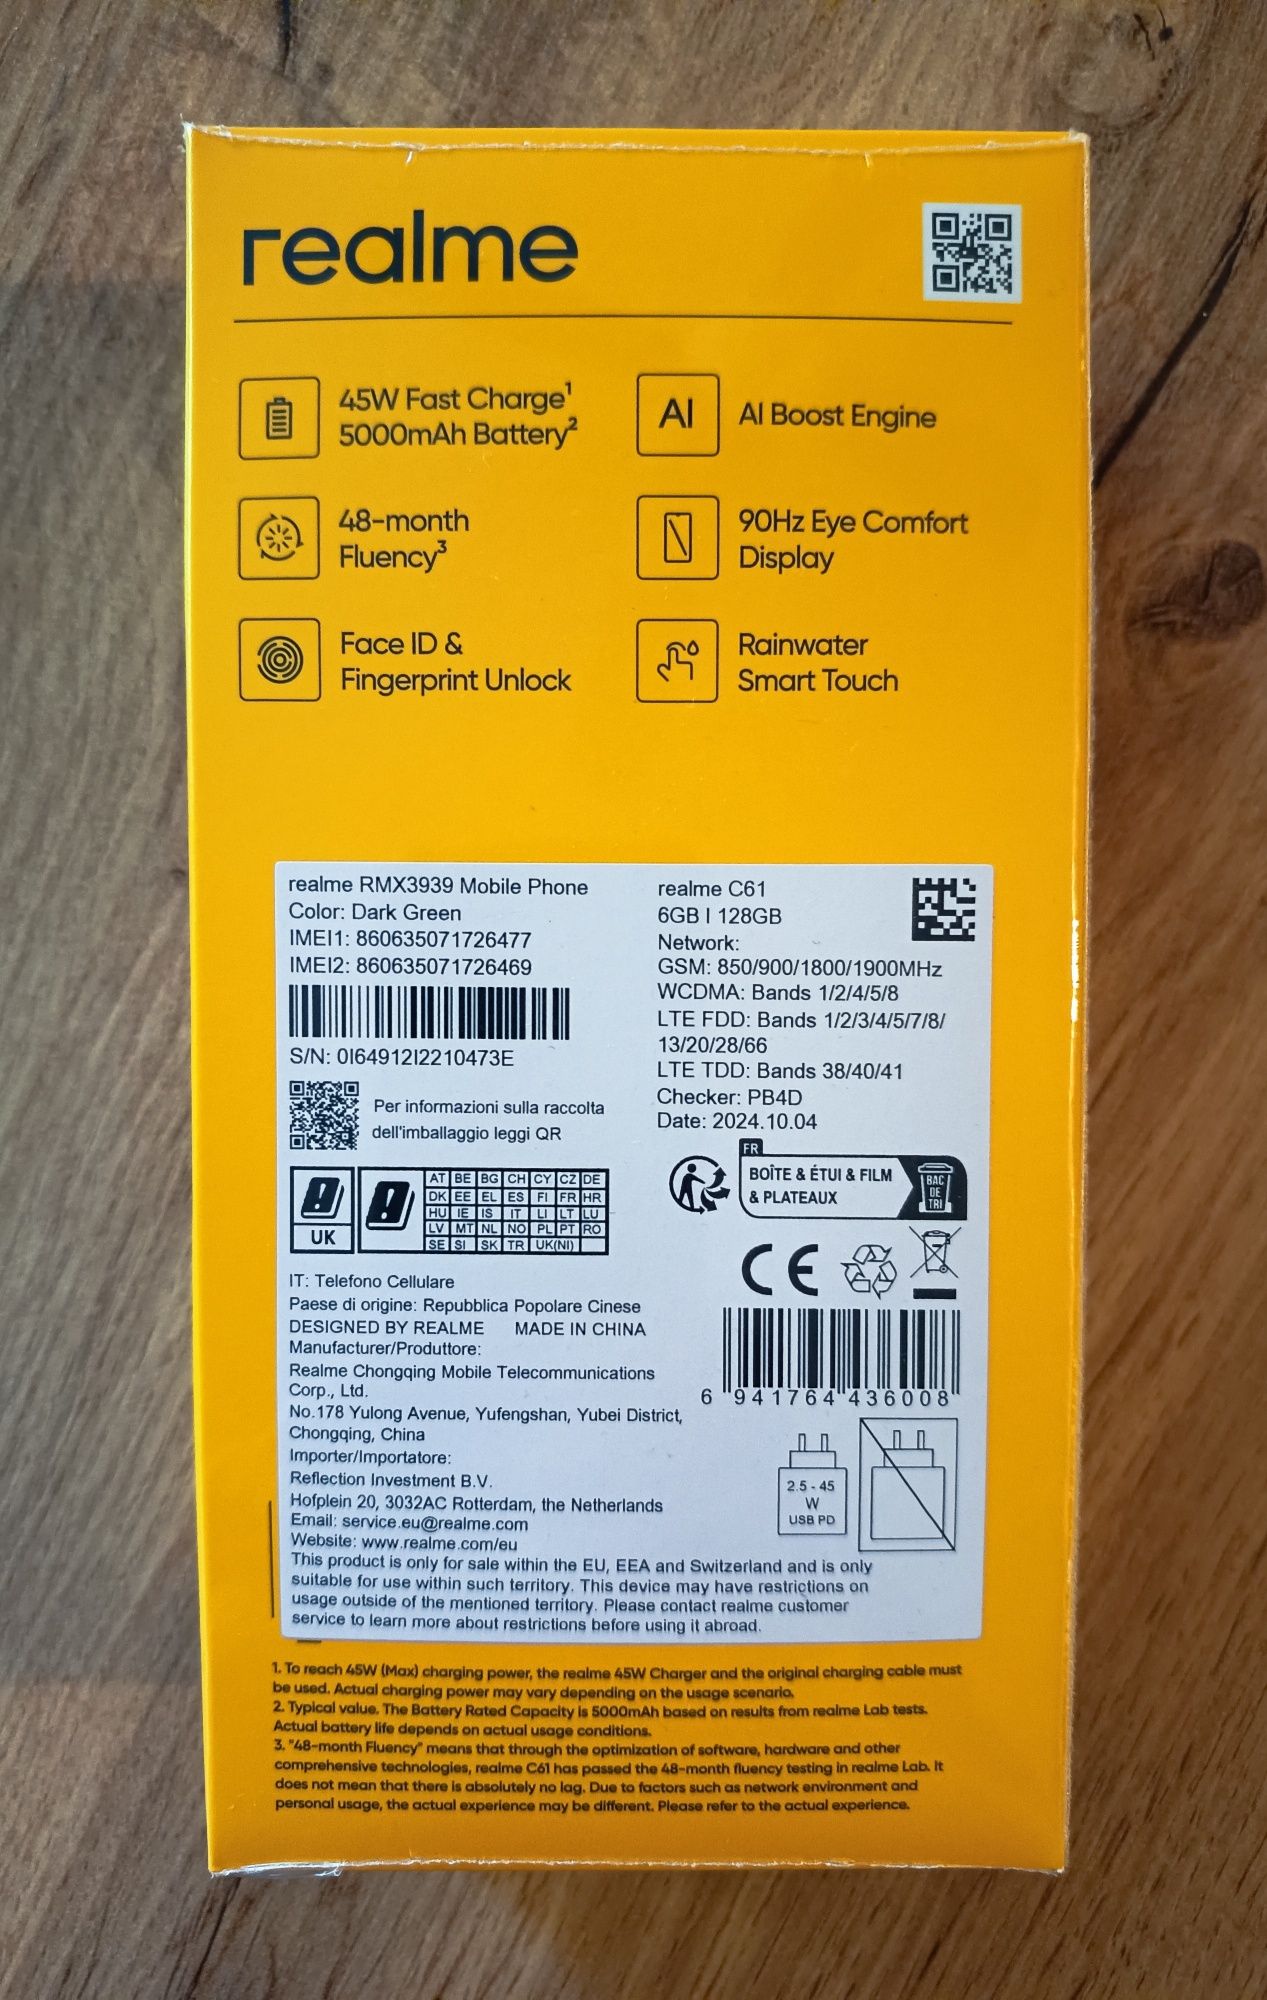 realme
45W Fast Charge¹
5000mAh Battery²
AI
AI Boost Engine
48-month
Fluency³
90Hz Eye Comfort
Display
Face ID &
Fingerprint Unlock
Rainwater
Smart Touch
realme RMX3939 Mobile Phone
Color: Dark Green
IMEI1: 860635071726477
IMEI2: 860635071726469
S/N: 0I64912I2210473E
Per informazioni sulla raccolta
dell'imballaggio leggi QR
realme C61
6GB | 128GB
Network:
GSM: 850/900/1800/1900MHz
WCDMA: Bands 1/2/4/5/8
LTE FDD: Bands 1/2/3/4/5/7/8/
13/20/28/66
LTE TDD: Bands 38/40/41
Checker: PB4D
Date: 2024.10.04
UK
AT BE BG CH CY CZ DE
DK EE EL ES FI FR HR
HU IE IS IT LI LT LU
LV MT NL NO PL PT RO
SE SI SK TR UK(NI)
FR
BOÎTE & ÉTUI & FILM
& PLATEAUX
BAC
DE
TRI
CE
IT: Telefono Cellulare
Paese di origine: Repubblica Popolare Cinese
DESIGNED BY REALME MADE IN CHINA
Manufacturer/Produttore:
Realme Chongqing Mobile Telecommunications
Corp., Ltd.
No.178 Yulong Avenue, Yufengshan, Yubei District,
Chongqing, China
Importer/Importatore:
Reflection Investment B.V.
Hofplein 20, 3032AC Rotterdam, the Netherlands
Email: service.eu@realme.com
Website: www.realme.com/eu
6 941764 436008
2.5 - 45
W
USB PD
This product is only for sale within the EU, EEA and Switzerland and is only
suitable for use within such territory. This device may have restrictions on
usage outside of the mentioned territory. Please contact realme customer
service to learn more about restrictions before using it abroad.
1. To reach 45W (Max) charging power, the realme 45W Charger and the original charging cable must
be used. Actual charging power may vary depending on the usage scenario.
2. Typical value. The Battery Rated Capacity is 5000mAh based on results from realme Lab tests.
Actual battery life depends on actual usage conditions.
3. "48-month Fluency" means that through the optimization of software, hardware and other
comprehensive technologies, realme C61 has passed the 48-month fluency testing in realme Lab. It
does not mean that there is absolutely no lag. Due to factors such as network environment and
personal usage, the actual experience may be different. Please refer to the actual experience.